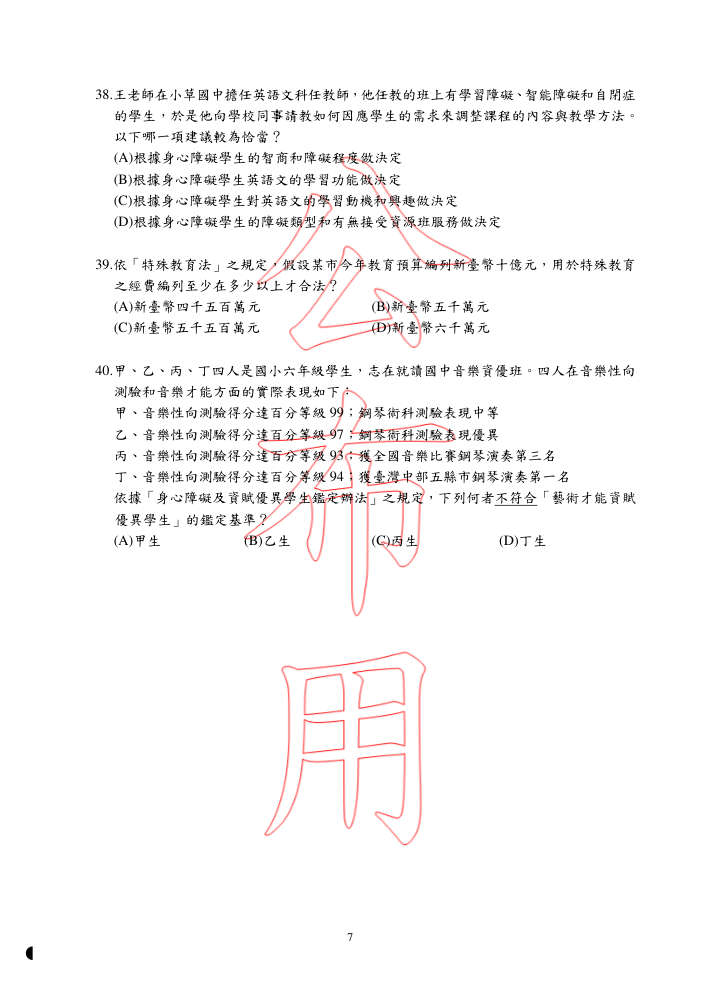 38.王老師在小草國中擔任英語文科任教師，他任教的班上有學習障礙、智能障礙和自閉症
的學生，於是他向學校同事請教如何因應學生的需求來調整課程的內容與教學方法。
以下哪一項建議較為恰當？
(A)根據身心障礙學生的智商和障礙程度做決定
(B)根據身心障礙學生英語文的學習功能做決定
(C)根據身心障礙學生對英語文的學習動機和興趣做決定
(D)根據身心障礙學生的障礙類型和有無接受資源班服務做決定
39.依「特殊教育法」之規定，假設某市今年教育預算編列新臺幣十億元，用於特殊教育
之經費編列至少在多少以上才合法？
(A)新臺幣四千五百萬元 (B)新臺幣五千萬元
(C)新臺幣五千五百萬元 (D)新臺幣六千萬元
40.甲、乙、丙、丁四人是國小六年級學生，志在就讀國中音樂資優班。四人在音樂性向
測驗和音樂才能方面的實際表現如下：
甲、音樂性向測驗得分達百分等級 99；鋼琴術科測驗表現中等
乙、音樂性向測驗得分達百分等級 97；鋼琴術科測驗表現優異
丙、音樂性向測驗得分達百分等級 93；獲全國音樂比賽鋼琴演奏第三名
丁、音樂性向測驗得分達百分等級 94；獲臺灣中部五縣市鋼琴演奏第一名
依據「身心障礙及資賦優異學生鑑定辦法」之規定，下列何者不符合「藝術才能資賦
優異學生」的鑑定基準？
(A)甲生 (B)乙生 (C)丙生 (D)丁生
公
布
用
7